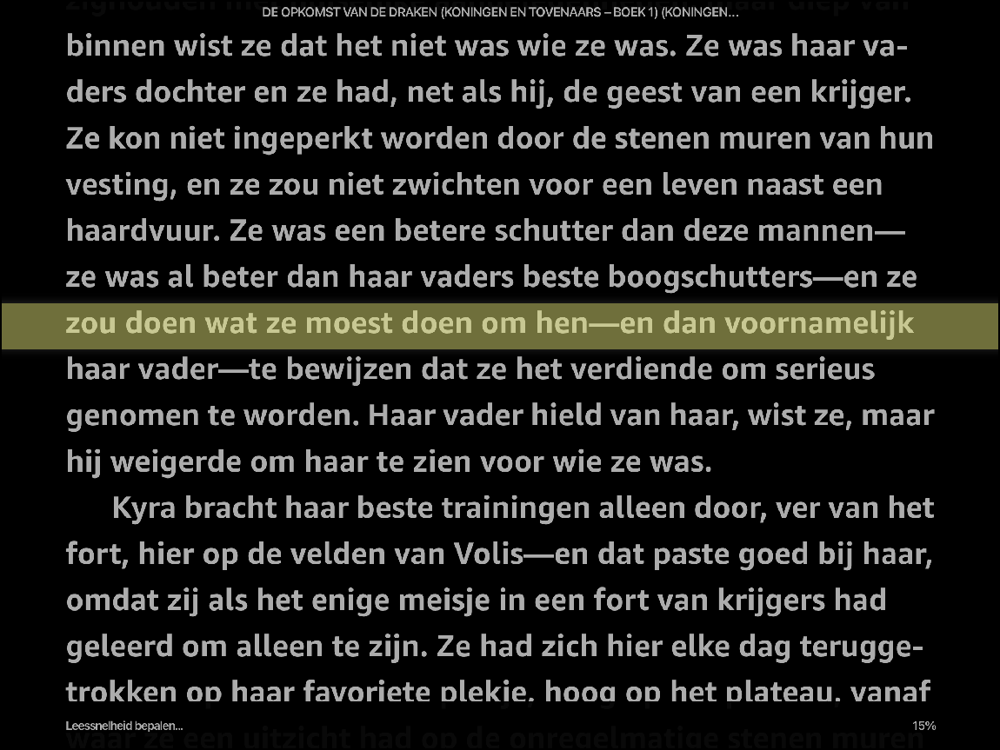 DE OPKOMST VAN DE DRAKEN (KONINGEN EN TOVENAARS – BOEK 1) (KONINGEN...
binnen wist ze dat het niet was wie ze was. Ze was haar va-
ders dochter en ze had, net als hij, de geest van een krijger.
Ze kon niet ingeperkt worden door de stenen muren van hun
vesting, en ze zou niet zwichten voor een leven naast een
haardvuur. Ze was een betere schutter dan deze mannen—
ze was al beter dan haar vaders beste boogschutters—en ze
zou doen wat ze moest doen om hen—en dan voornamelijk
haar vader—te bewijzen dat ze het verdiende om serieus
genomen te worden. Haar vader hield van haar, wist ze, maar
hij weigerde om haar te zien voor wie ze was.
Kyra bracht haar beste trainingen alleen door, ver van het
fort, hier op de velden van Volis—en dat paste goed bij haar,
omdat zij als het enige meisje in een fort van krijgers had
geleerd om alleen te zijn. Ze had zich hier elke dag terugge-
trokken op haar favoriete plekje, hoog op het plateau, vanaf
Leessnelheid bepalen...
15%
waar ze een uitzicht had op de onregelmatige stenen muren